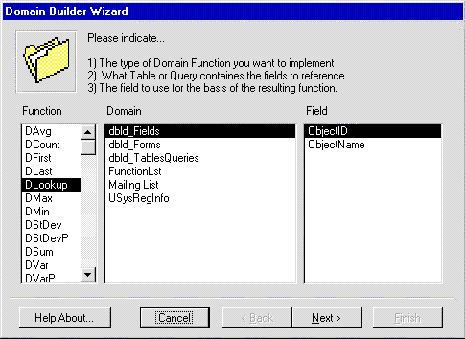 Domain Builder Wizard
Please indicate...
1) The type of Domain Function you want to implement
2) What Table or Query containes the fields to reference
3) The field to use for the basis of the resulting function.
Function Domain Field
DAvg
DCount
DFirst
DLast
DLookup
DMax
DMin
DStDev
DStDevP
DSum
DVar
DVarP
dbld_Fields
dbld_Forms
dbld_TablesQueries
FunctionList
Mailing List
USysRegInfo
ObjectID
ObjectName
Help About... Cancel < Back Next > Finish